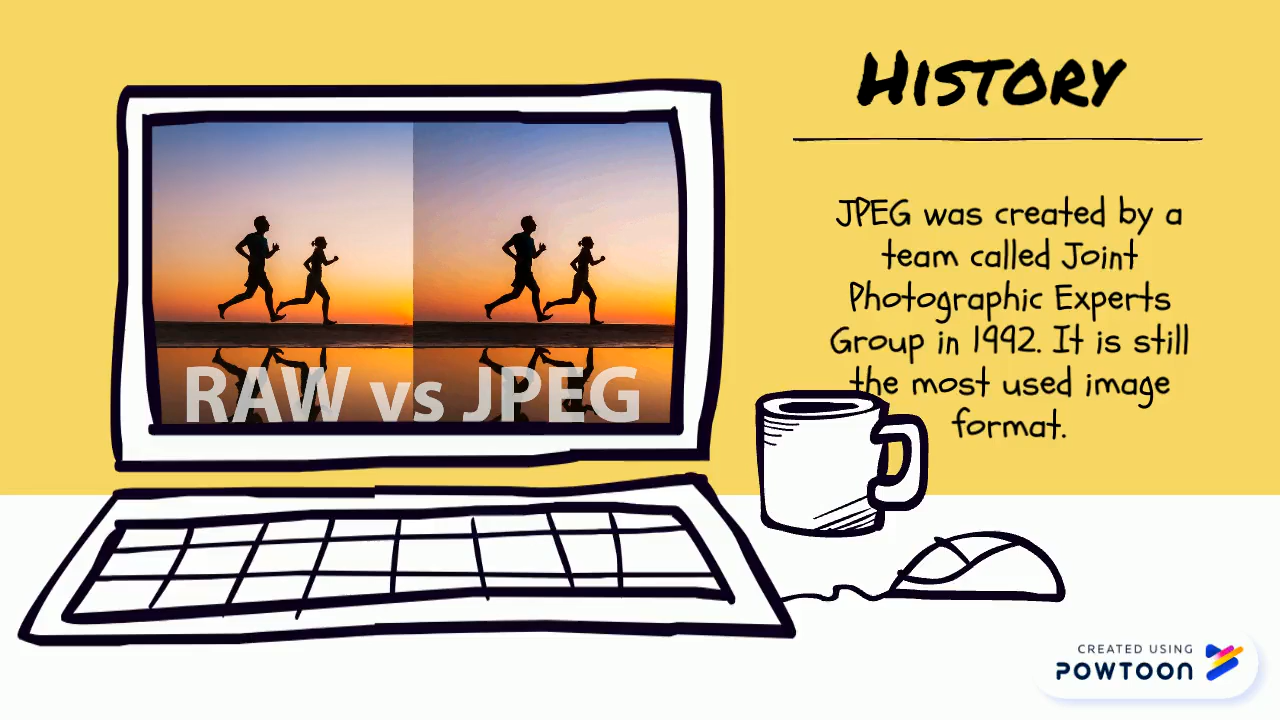 History
JPEG was created by a
team called Joint
Photographic Experts
Group in 1992. It is still
the most used image
format.
RAW vs JPEG
CREATED USING
POWTOON